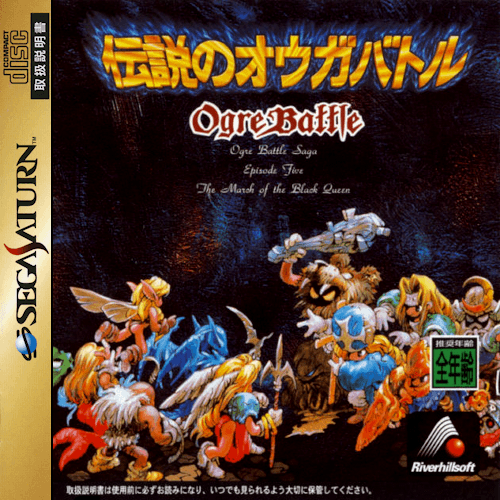 COMPACT
disc
取扱説明書
SEGA SATURN™
伝説のオウガバトル
Ogre Battle
Ogre Battle Saga
Episode Five
The March of the Black Queen
推奨年齢
全年齢
Riverhillsoft
取扱説明書は使用前に必ずお読みになり、いつでも見られるよう大切に保管してください。